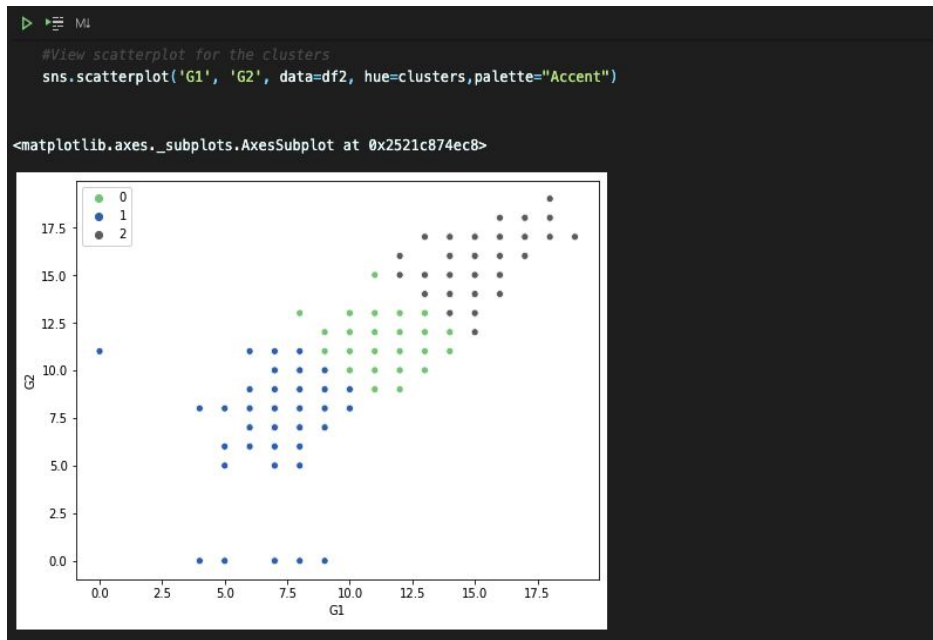 M↓
#View scatterplot for the clusters
sns.scatterplot('G1', 'G2', data=df2, hue=clusters,palette="Accent")
<matplotlib.axes._subplots.AxesSubplot at 0x2521c874ec8>
0
1
2
17.5
15.0
12.5
10.0
7.5
5.0
2.5
0.0
G2
0.0 2.5 5.0 7.5 10.0 12.5 15.0 17.5
G1